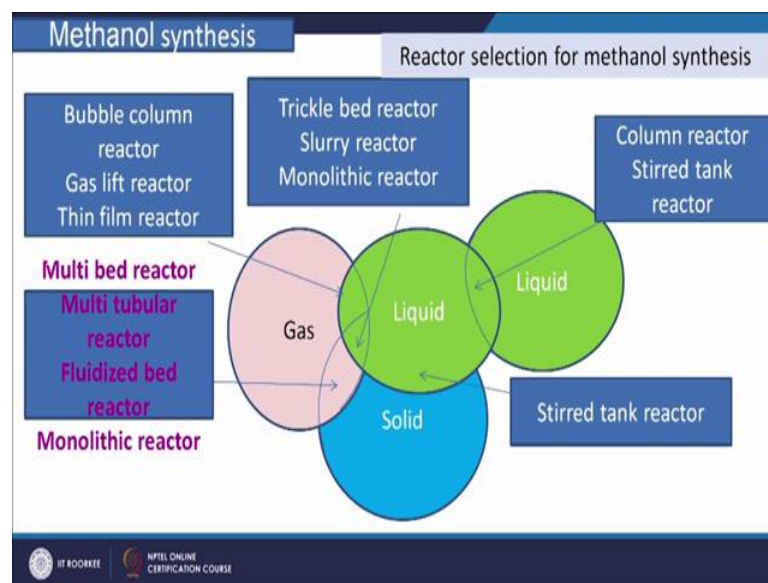 Methanol synthesis
Reactor selection for methanol synthesis
Bubble column
reactor
Gas lift reactor
Thin film reactor
Trickle bed reactor
Slurry reactor
Monolithic reactor
Column reactor
Stirred tank
reactor
Multi bed reactor
Multi tubular
reactor
Fluidized bed
reactor
Monolithic reactor
Gas
Liquid
Liquid
Solid
Stirred tank reactor
IIT ROORKEE
NPTEL ONLINE
CERTIFICATION COURSE